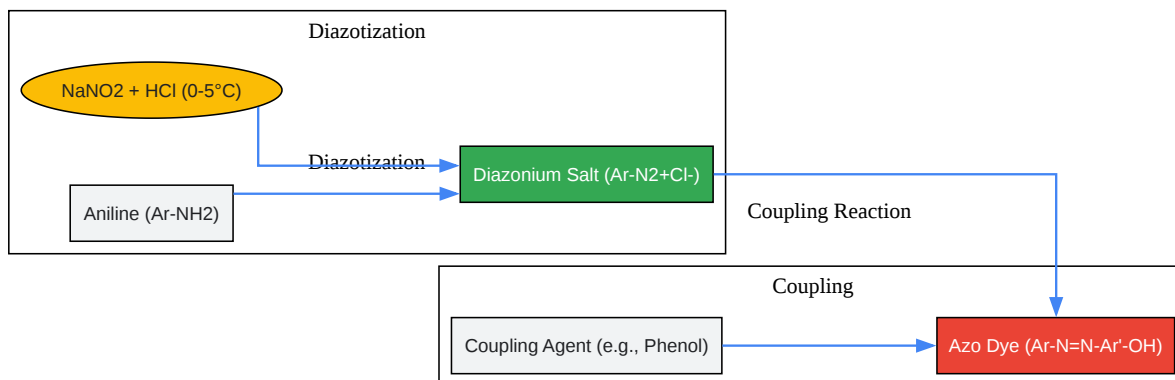 Diazotization
NaNO2 + HCl (0-5°C)
Diazotization
Diazonium Salt (Ar-N2+Cl-)
Aniline (Ar-NH2)
Coupling Reaction
Coupling
Coupling Agent (e.g., Phenol)
Azo Dye (Ar-N=N-Ar'-OH)